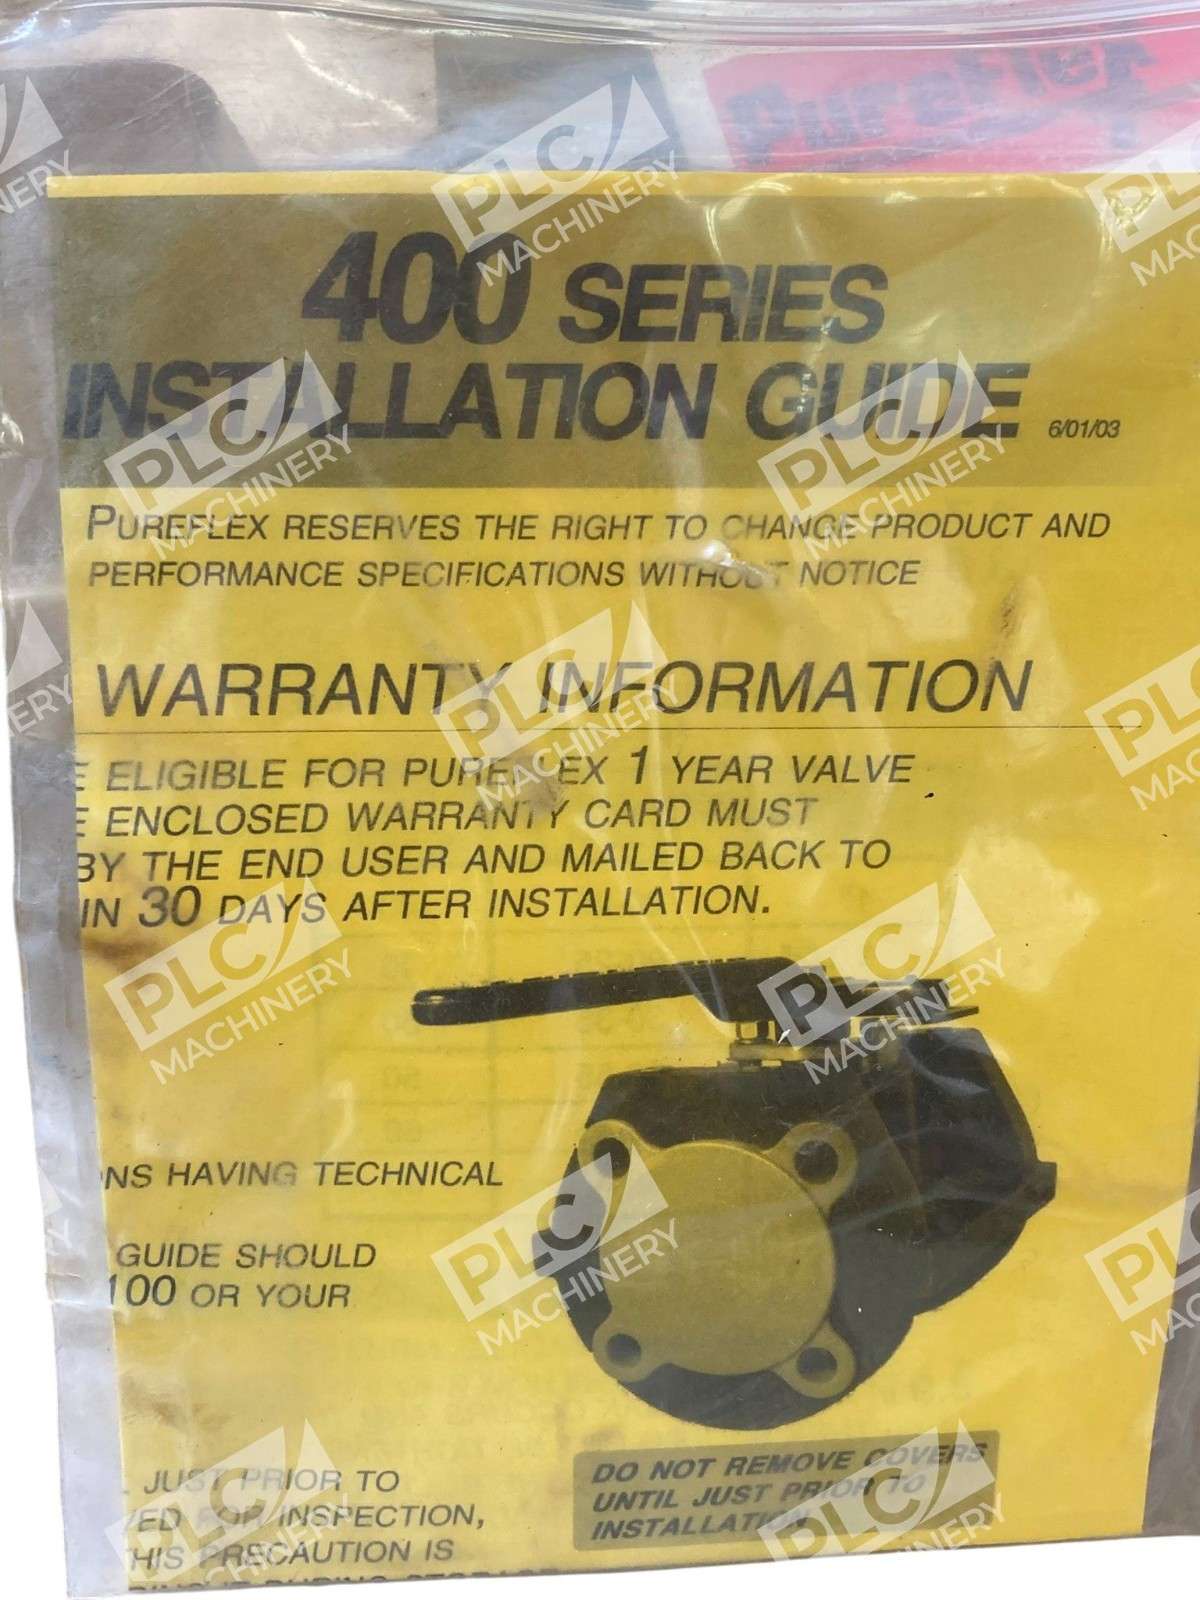 400 SERIES
INSTALLATION GUIDE 6/01/03
PUREFLEX RESERVES THE RIGHT TO CHANGE PRODUCT AND
PERFORMANCE SPECIFICATIONS WITHOUT NOTICE
WARRANTY INFORMATION
E ELIGIBLE FOR PUREFLEX 1 YEAR VALVE
E ENCLOSED WARRANTY CARD MUST
BY THE END USER AND MAILED BACK TO
IN 30 DAYS AFTER INSTALLATION.
NS HAVING TECHNICAL
GUIDE SHOULD
100 OR YOUR
JUST PRIOR TO
VED FOR INSPECTION,
THIS PRECAUTION IS
DURING
DO NOT REMOVE COVERS
UNTIL JUST PRIOR TO
INSTALLATION
PLC
MACHINERY